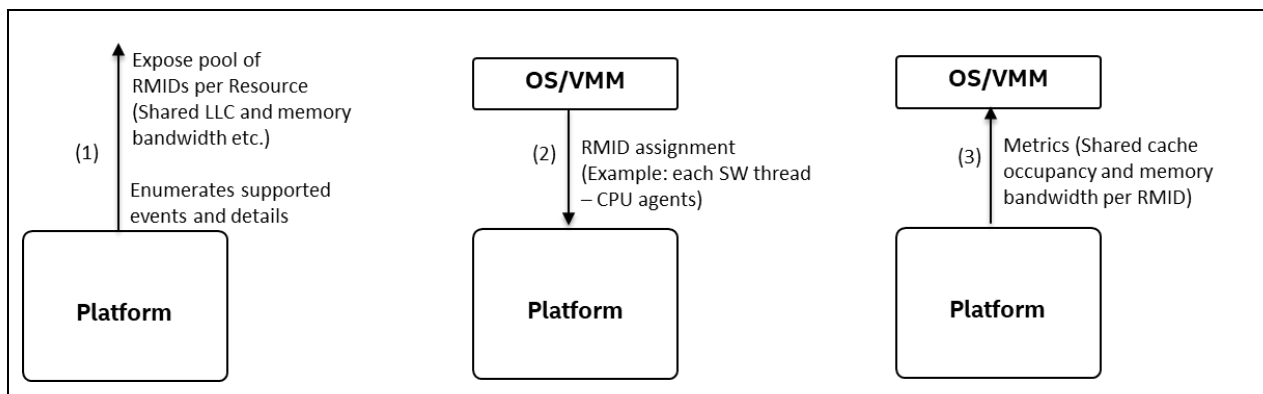 Expose pool of
RMIDs per Resource
(Shared LLC and memory
bandwidth etc.)
(1)
Enumerates supported
events and details
Platform
OS/VMM
(2)
RMID assignment
(Example: each SW thread
– CPU agents)
Platform
OS/VMM
(3)
Metrics (Shared cache
occupancy and memory
bandwidth per RMID)
Platform